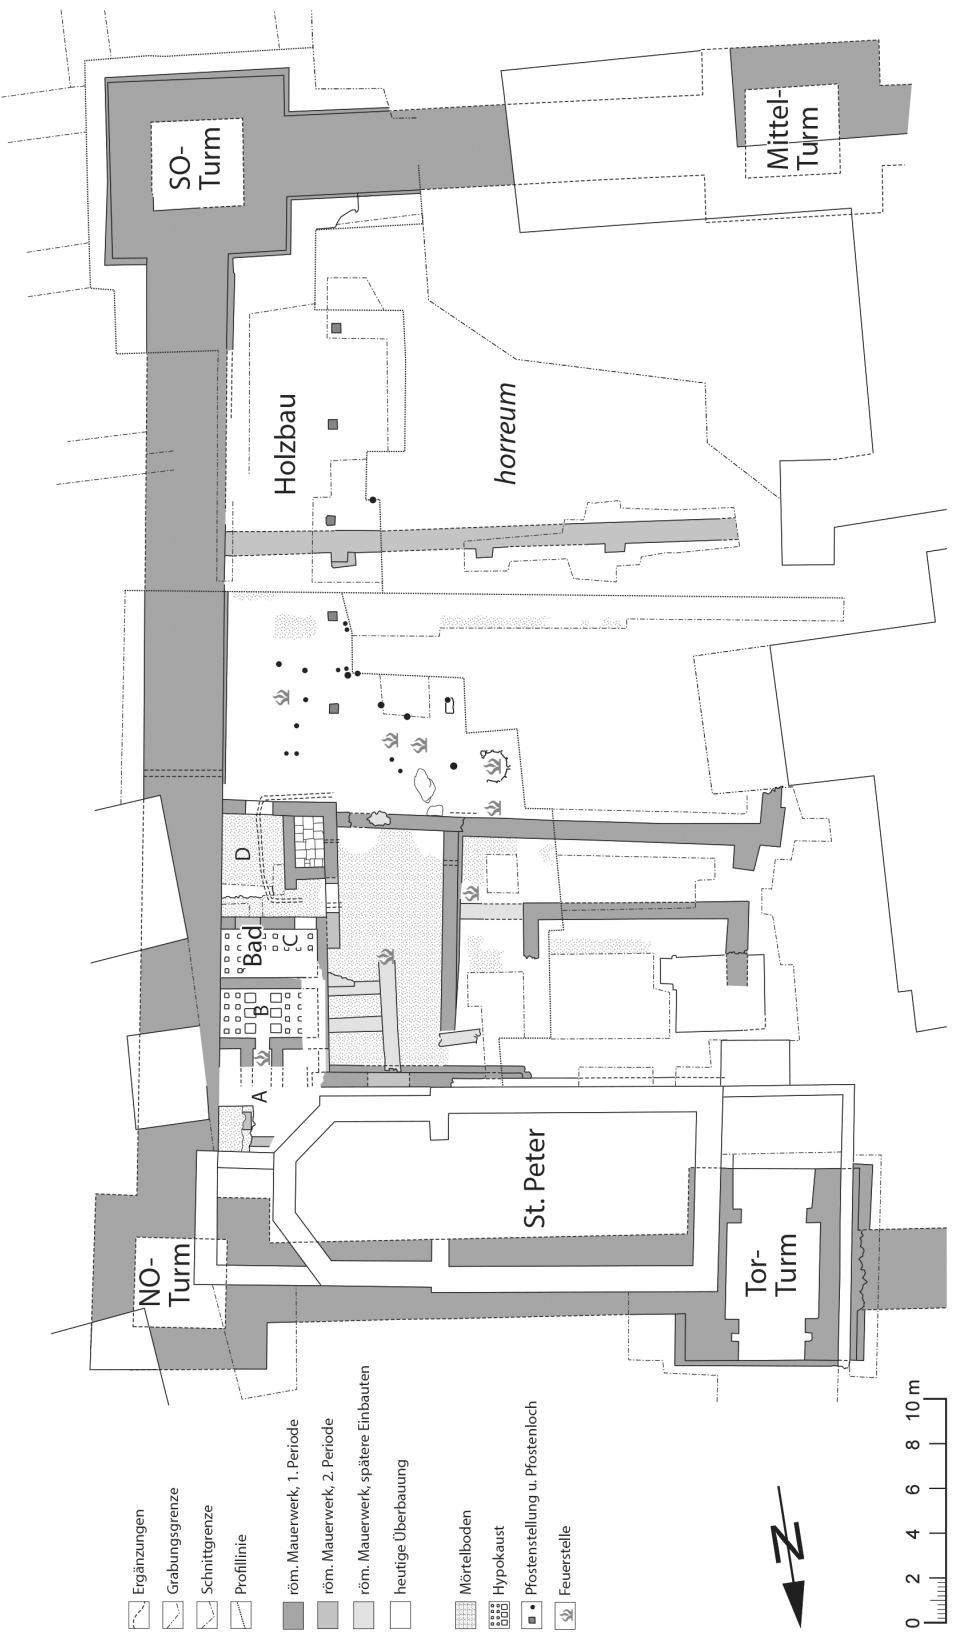 NO-
Turm
SO-
Turm
A
B
Bad
C
D
Holzbau
horreum
St. Peter
Tor-
Turm
Mittel-
Turm
Ergänzungen
Grabungsgrenze
Schnittgrenze
Profillinie
röm. Mauerwerk, 1. Periode
röm. Mauerwerk, 2. Periode
röm. Mauerwerk, spätere Einbauten
heutige Überbauung
Mörtelboden
Hypokaust
Pfostenstellung u. Pfostenloch
Feuerstelle
N
0 2 4 6 8 10 m